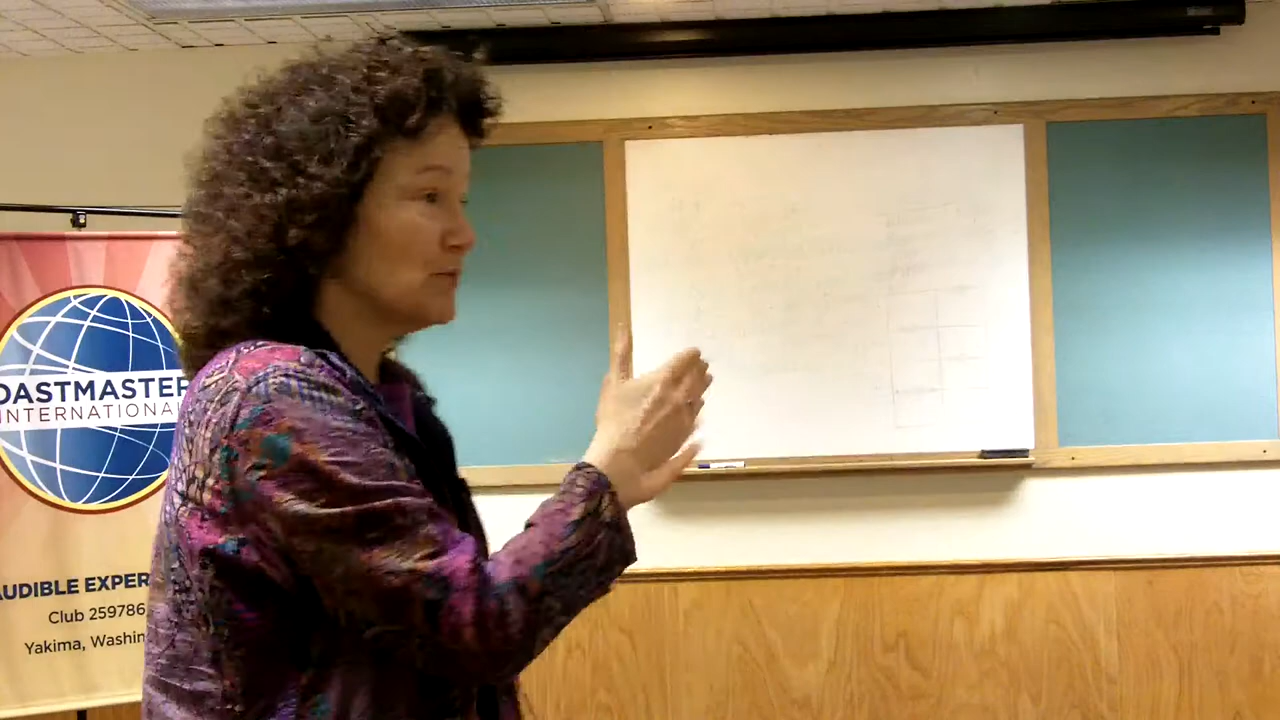 OASTMASTER
INTERNATIONAL
AUDIBLE EXPER
Club 259786,
Yakima, Washin